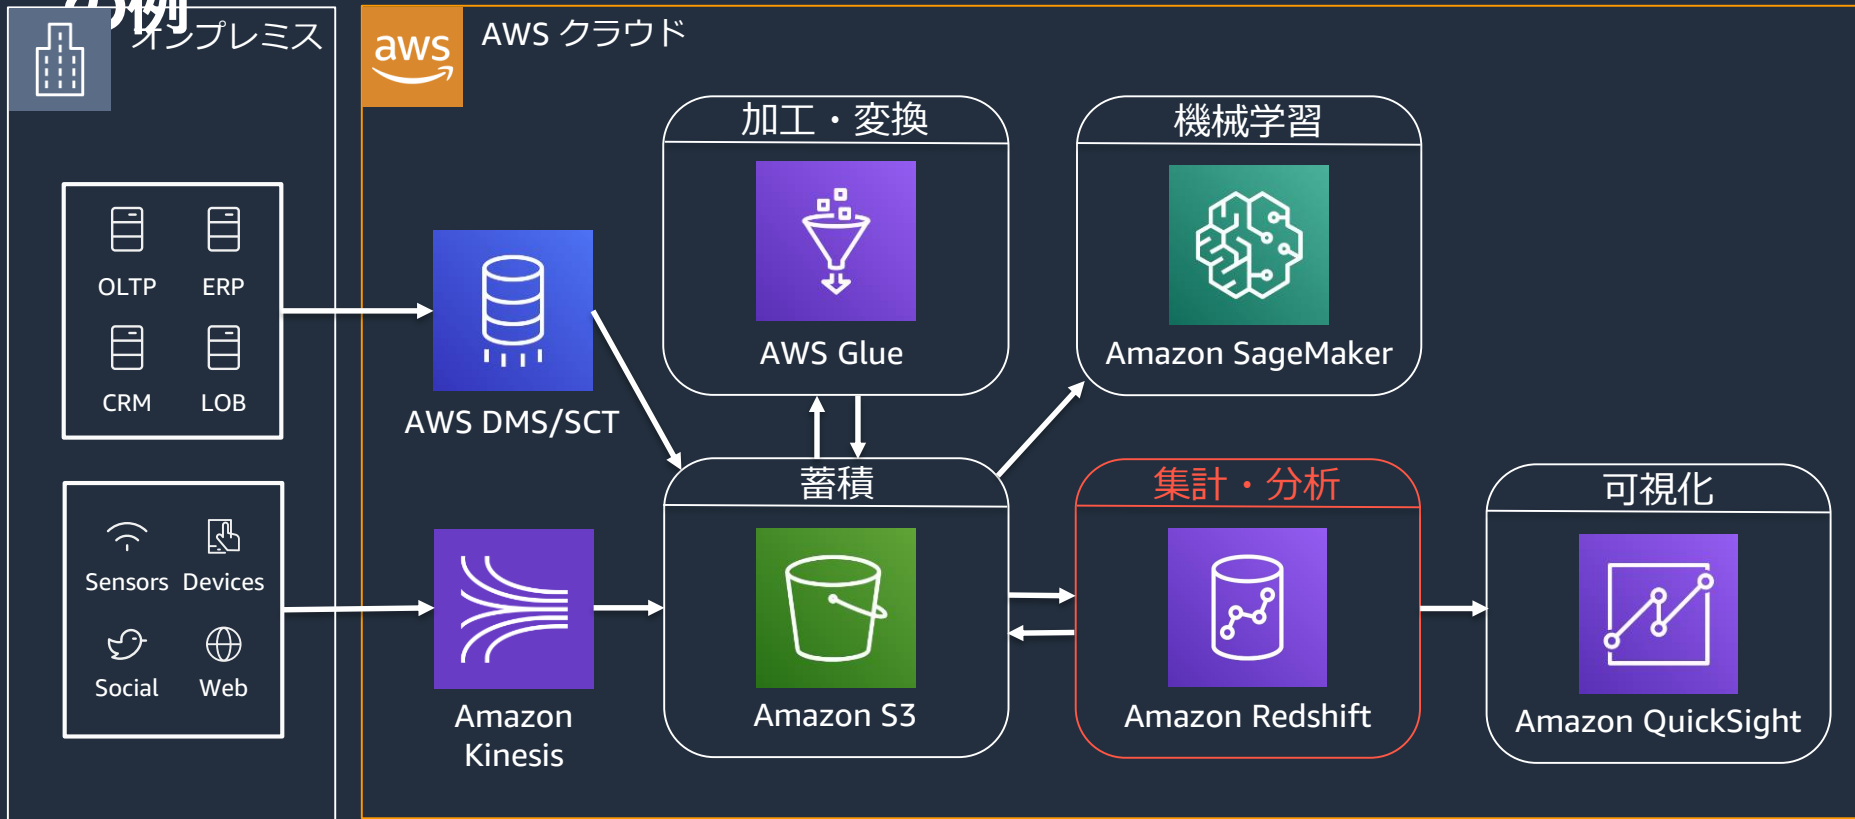 の例
オンプレミス
aws
AWS クラウド
加工・変換
機械学習
OLTP
ERP
CRM
LOB
AWS DMS/SCT
AWS Glue
Amazon SageMaker
蓄積
集計・分析
可視化
Sensors
Devices
Social
Web
Amazon
Kinesis
Amazon S3
Amazon Redshift
Amazon QuickSight